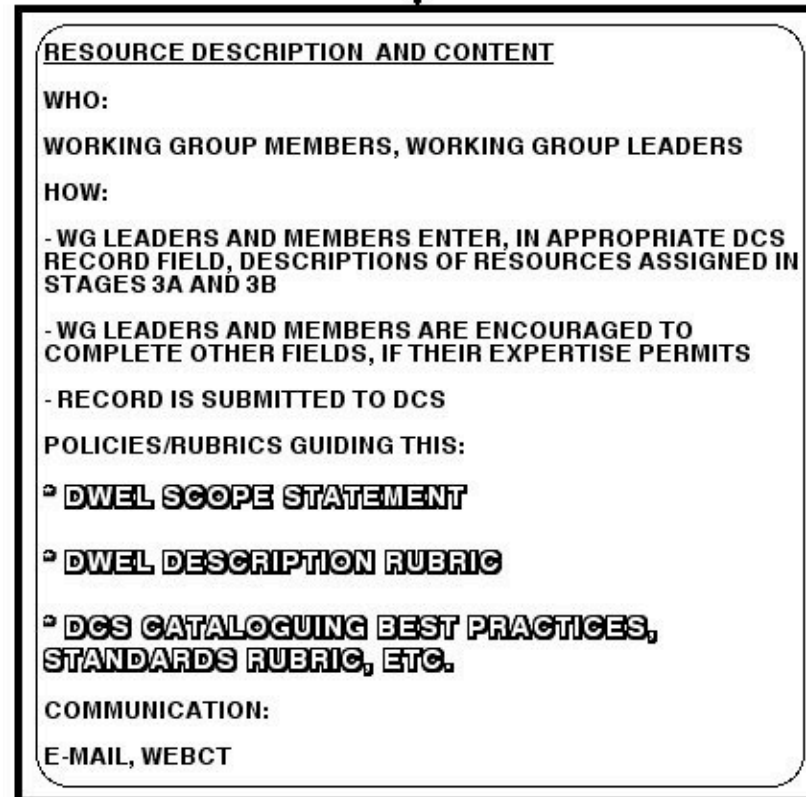 RESOURCE DESCRIPTION AND CONTENT
WHO:
WORKING GROUP MEMBERS, WORKING GROUP LEADERS
HOW:
- WG LEADERS AND MEMBERS ENTER, IN APPROPRIATE DCS
RECORD FIELD, DESCRIPTIONS OF RESOURCES ASSIGNED IN
STAGES 3A AND 3B
- WG LEADERS AND MEMBERS ARE ENCOURAGED TO
COMPLETE OTHER FIELDS, IF THEIR EXPERTISE PERMITS
- RECORD IS SUBMITTED TO DCS
POLICIES/RUBRICS GUIDING THIS:
* DWEL SCOPE STATEMENT
* DWEL DESCRIPTION RUBRIC
* DCS CATALOGUING BEST PRACTICES,
STANDARDS RUBRIC, ETC.
COMMUNICATION:
E-MAIL, WEBCT